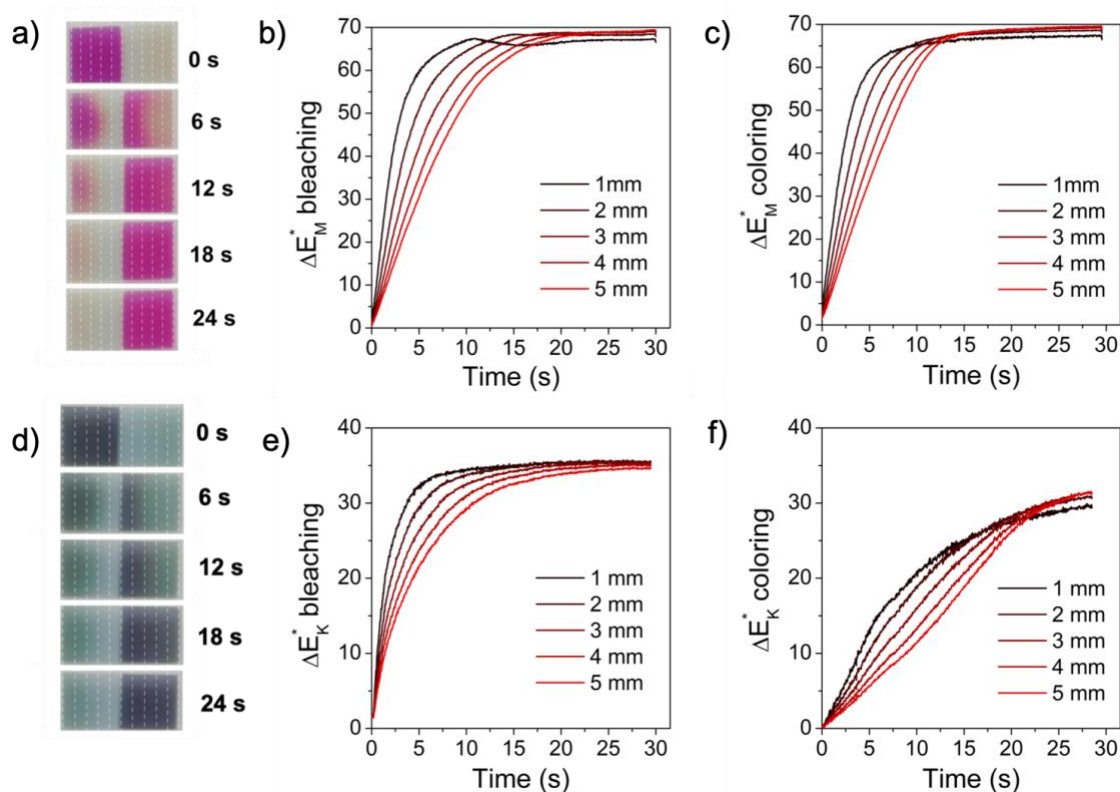 a)
0 s
6 s
12 s
18 s
24 s
b)
ΔE*M bleaching
70
60
50
40
30
20
10
0
1mm
2 mm
3 mm
4 mm
5 mm
0 5 10 15 20 25 30
Time (s)
c)
ΔE*M coloring
70
60
50
40
30
20
10
0
1mm
2 mm
3 mm
4 mm
5 mm
0 5 10 15 20 25 30
Time (s)
d)
0 s
6 s
12 s
18 s
24 s
e)
ΔE*K bleaching
40
30
20
10
0
1 mm
2 mm
3 mm
4 mm
5 mm
0 5 10 15 20 25 30
Time (s)
f)
ΔE*K coloring
40
30
20
10
0
1 mm
2 mm
3 mm
4 mm
5 mm
0 5 10 15 20 25 30
Time (s)